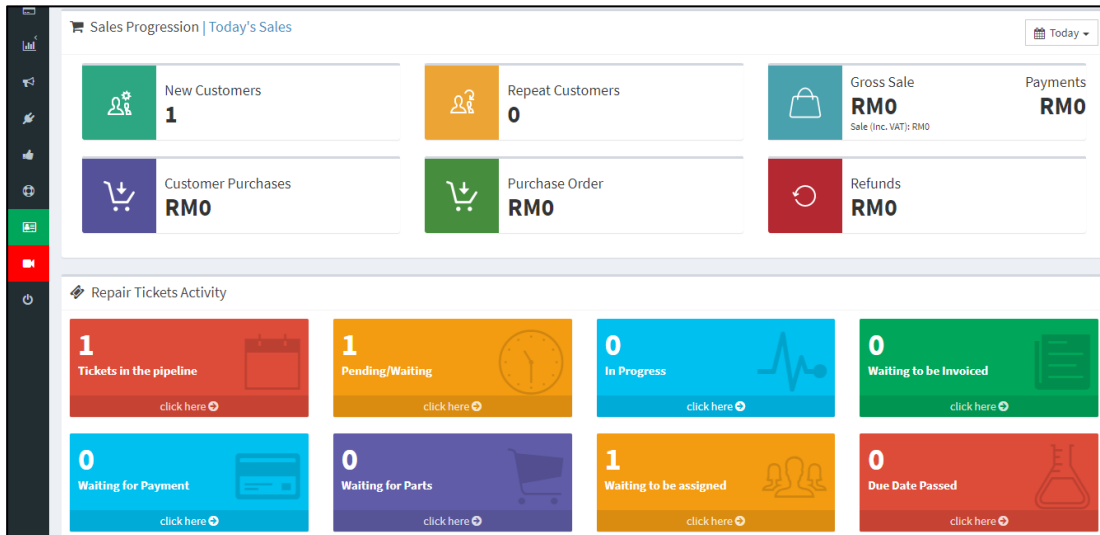 Sales Progression | Today's Sales
Today
New Customers
1
Repeat Customers
0
Gross Sale
RM0
Sale (Inc. VAT): RM0
Payments
RM0
Customer Purchases
RM0
Purchase Order
RM0
Refunds
RM0
Repair Tickets Activity
1
Tickets in the pipeline
click here
1
Pending/Waiting
click here
0
In Progress
click here
0
Waiting to be Invoiced
click here
0
Waiting for Payment
click here
0
Waiting for Parts
click here
1
Waiting to be assigned
click here
0
Due Date Passed
click here